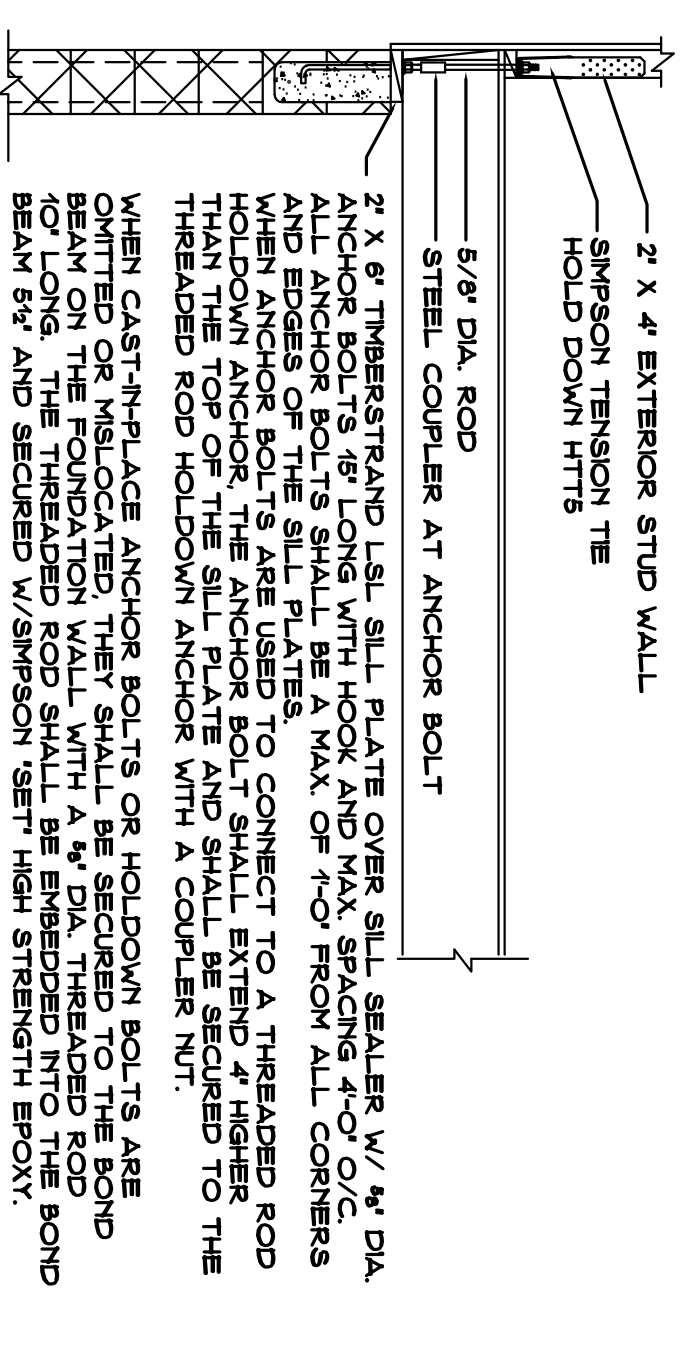 2" X 4" EXTERIOR STUD WALL
SIMPSON TENSION TIE
HOLD DOWN HTT5
5/8" DIA. ROD
STEEL COUPLER AT ANCHOR BOLT
2" X 6" TIMBERSTRAND LSL SILL PLATE OVER SILL SEALER W/ 5/8" DIA.
ANCHOR BOLTS 15" LONG WITH HOOK AND MAX. SPACING 4'-0" O/C.
ALL ANCHOR BOLTS SHALL BE A MAX. OF 1'-0" FROM ALL CORNERS
AND EDGES OF THE SILL PLATES.
WHEN ANCHOR BOLTS ARE USED TO CONNECT TO A THREADED ROD
HOLDOWN ANCHOR, THE ANCHOR BOLT SHALL EXTEND 4" HIGHER
THAN THE TOP OF THE SILL PLATE AND SHALL BE SECURED TO THE
THREADED ROD HOLDOWN ANCHOR WITH A COUPLER NUT.
WHEN CAST-IN-PLACE ANCHOR BOLTS OR HOLDOWN BOLTS ARE
OMITTED OR MISLOCATED, THEY SHALL BE SECURED TO THE BOND
BEAM ON THE FOUNDATION WALL WITH A 5/8" DIA. THREADED ROD
10" LONG. THE THREADED ROD SHALL BE EMBEDDED INTO THE BOND
BEAM 5 1/2" AND SECURED W/SIMPSON "SET" HIGH STRENGTH EPOXY.